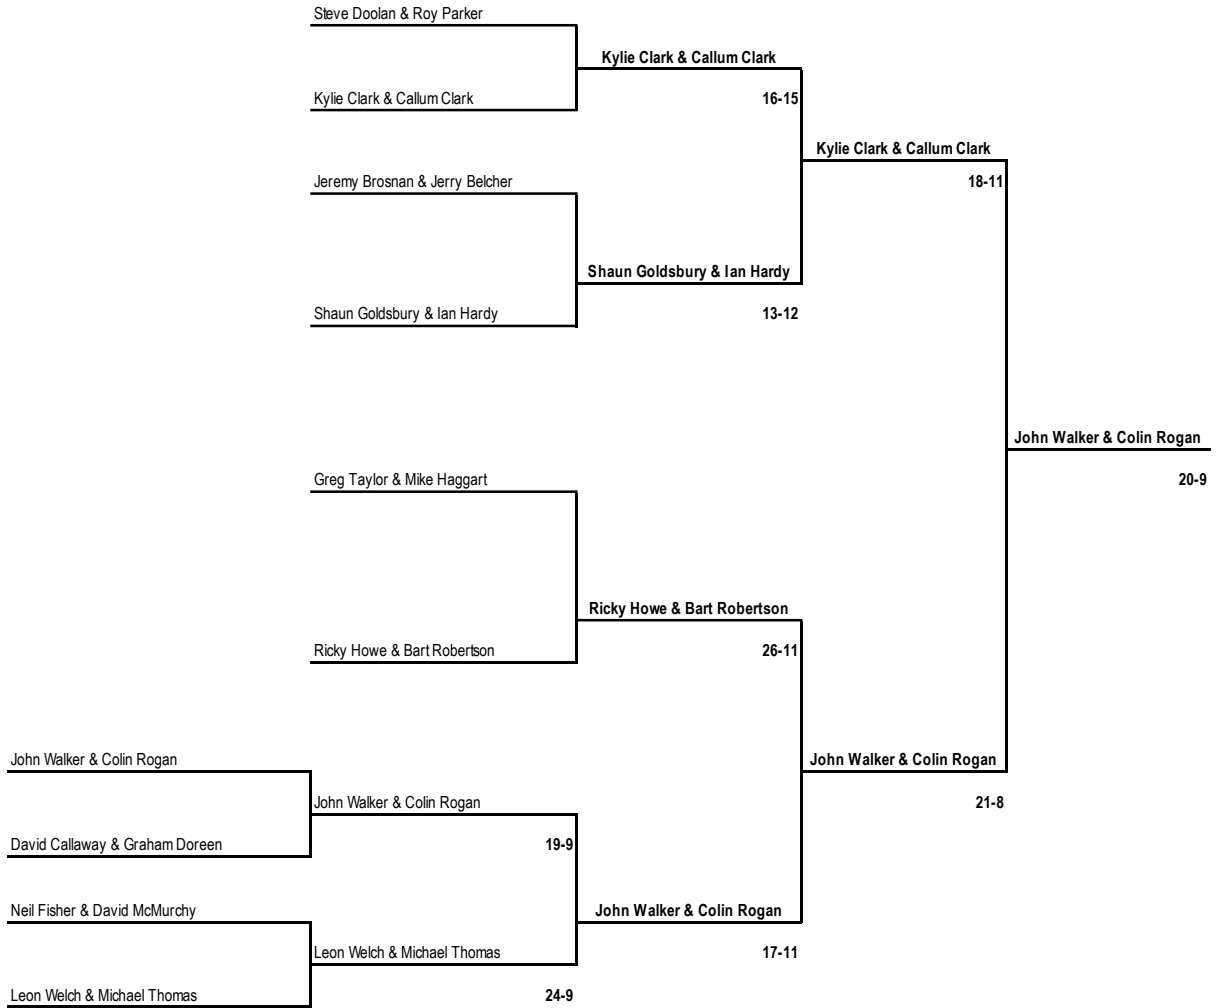 Steve Doolan & Roy Parker
Kylie Clark & Callum Clark
Kylie Clark & Callum Clark
16-15
Kylie Clark & Callum Clark
Jeremy Brosnan & Jerry Belcher
18-11
Shaun Goldsbury & Ian Hardy
Shaun Goldsbury & Ian Hardy
13-12
John Walker & Colin Rogan
Greg Taylor & Mike Haggart
20-9
Ricky Howe & Bart Robertson
Ricky Howe & Bart Robertson
26-11
John Walker & Colin Rogan
John Walker & Colin Rogan
John Walker & Colin Rogan
21-8
David Callaway & Graham Doreen
19-9
Neil Fisher & David McMurchy
John Walker & Colin Rogan
Leon Welch & Michael Thomas
17-11
Leon Welch & Michael Thomas
24-9